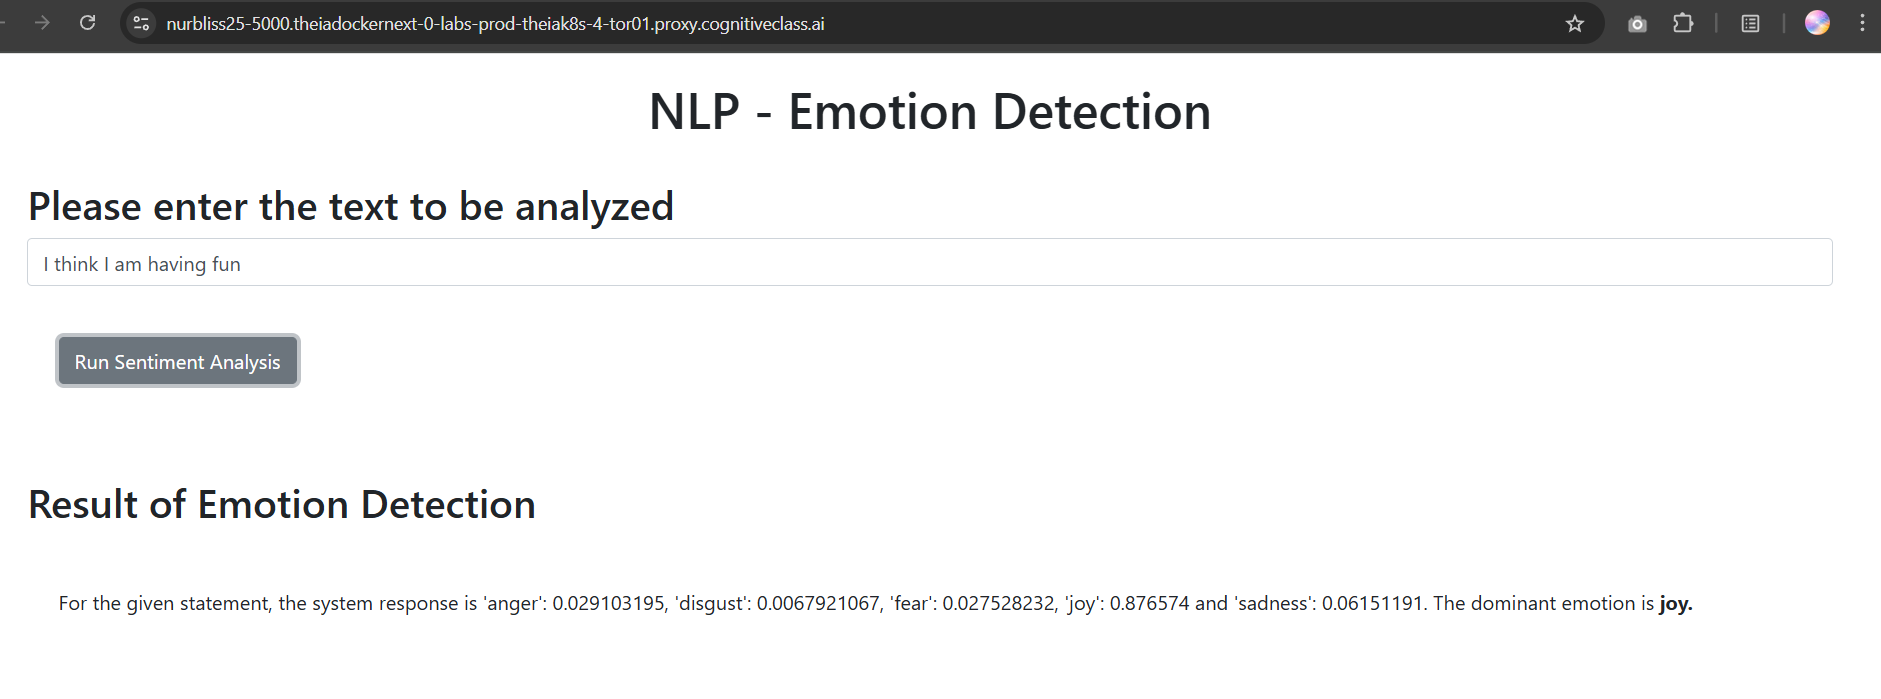 nurbliss25-5000.theiadockernext-0-labs-prod-theiak8s-4-tor01.proxy.cognitiveclass.ai
NLP - Emotion Detection
Please enter the text to be analyzed
I think I am having fun
Run Sentiment Analysis
Result of Emotion Detection
For the given statement, the system response is 'anger': 0.029103195, 'disgust': 0.0067921067, 'fear': 0.027528232, 'joy': 0.876574 and 'sadness': 0.06151191. The dominant emotion is joy.